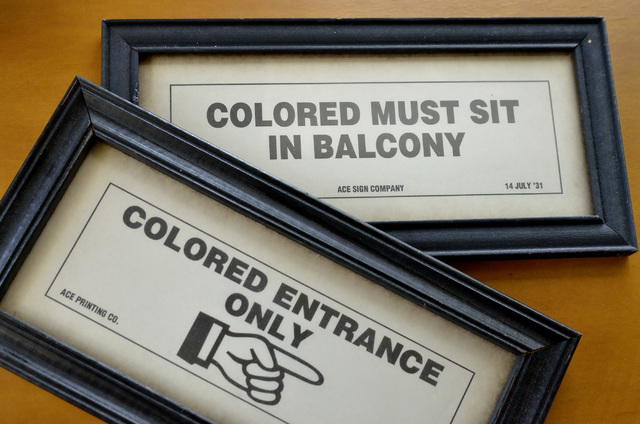 COLORED MUST SIT
IN BALCONY
ACE SIGN COMPANY
14 JULY '31
COLORED ENTRANCE
ONLY
ACE PRINTING CO.